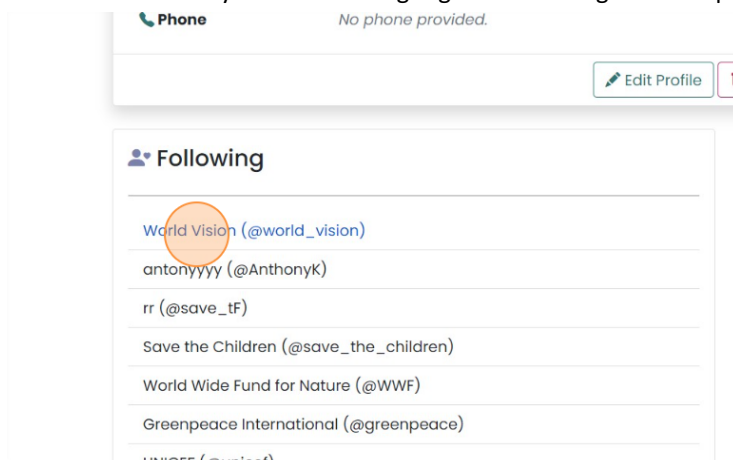 Phone No phone provided.
Edit Profile
Following
World Vision (@world_vision)
antonyyyy (@AnthonyK)
rr (@save_tF)
Save the Children (@save_the_children)
World Wide Fund for Nature (@WWF)
Greenpeace International (@greenpeace)